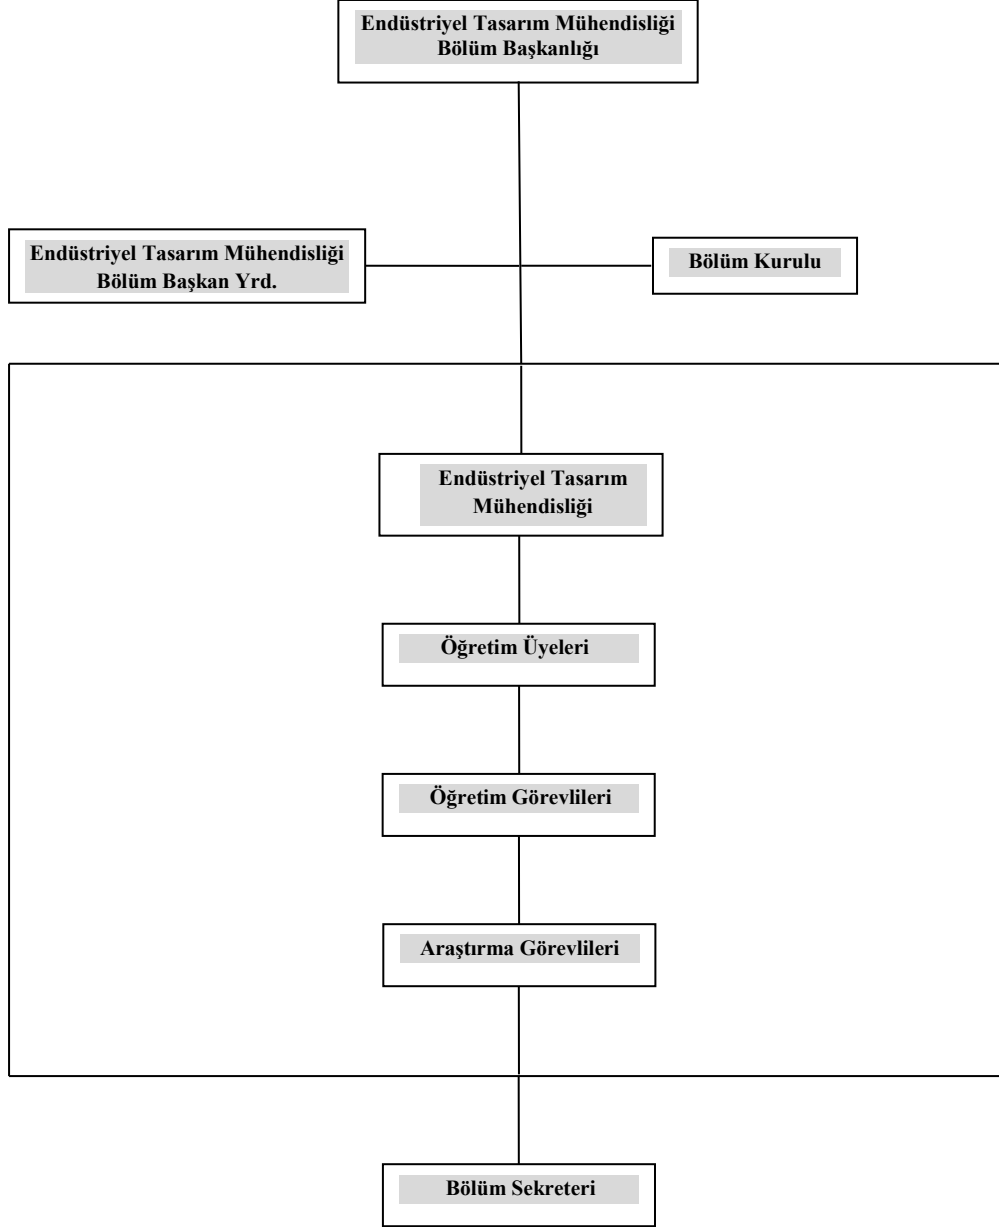 Endüstriyel Tasarım Mühendisliği
Bölüm Başkanlığı
Endüstriyel Tasarım Mühendisliği
Bölüm Başkan Yrd.
Bölüm Kurulu
Endüstriyel Tasarım
Mühendisliği
Öğretim Üyeleri
Öğretim Görevlileri
Araştırma Görevlileri
Bölüm Sekreteri